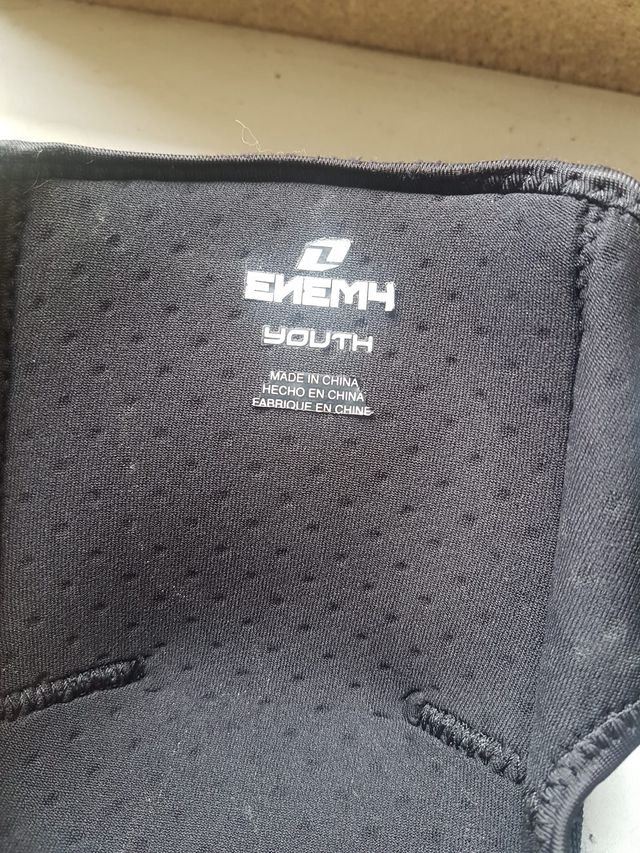 ENEMY
YOUTH
MADE IN CHINA
HECHO EN CHINA
FABRIQUE EN CHINE